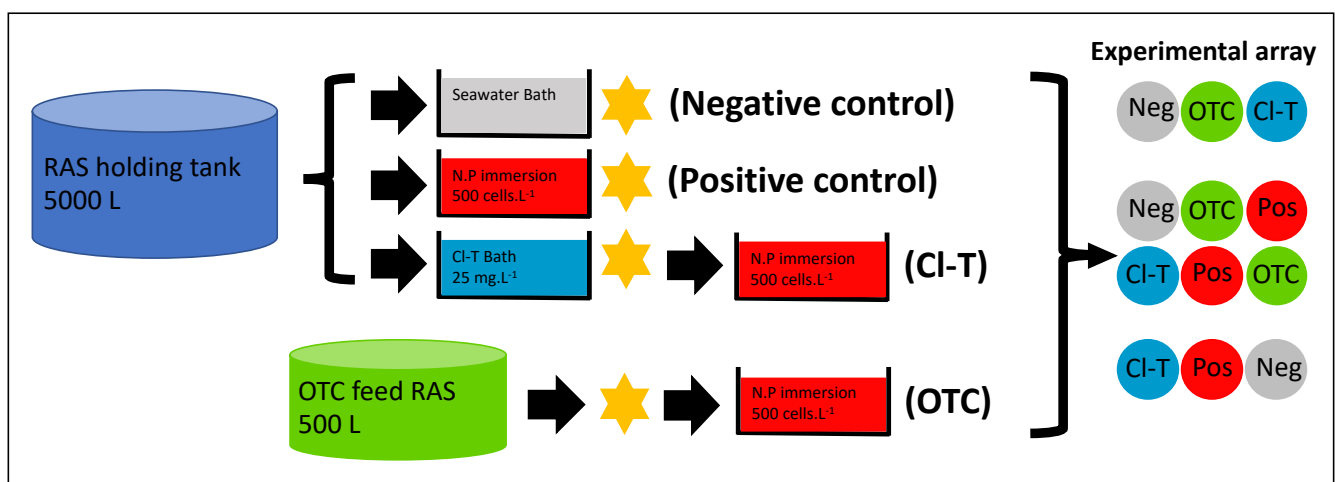 Experimental array
Seawater Bath
(Negative control)
Neg OTC Cl-T
RAS holding tank
5000 L
N.P immersion
500 cells.L⁻¹
(Positive control)
Neg OTC Pos
Cl-T Bath
25 mg.L⁻¹
N.P immersion
500 cells.L⁻¹
(Cl-T)
Cl-T Pos OTC
OTC feed RAS
500 L
N.P immersion
500 cells.L⁻¹
(OTC)
Cl-T Pos Neg